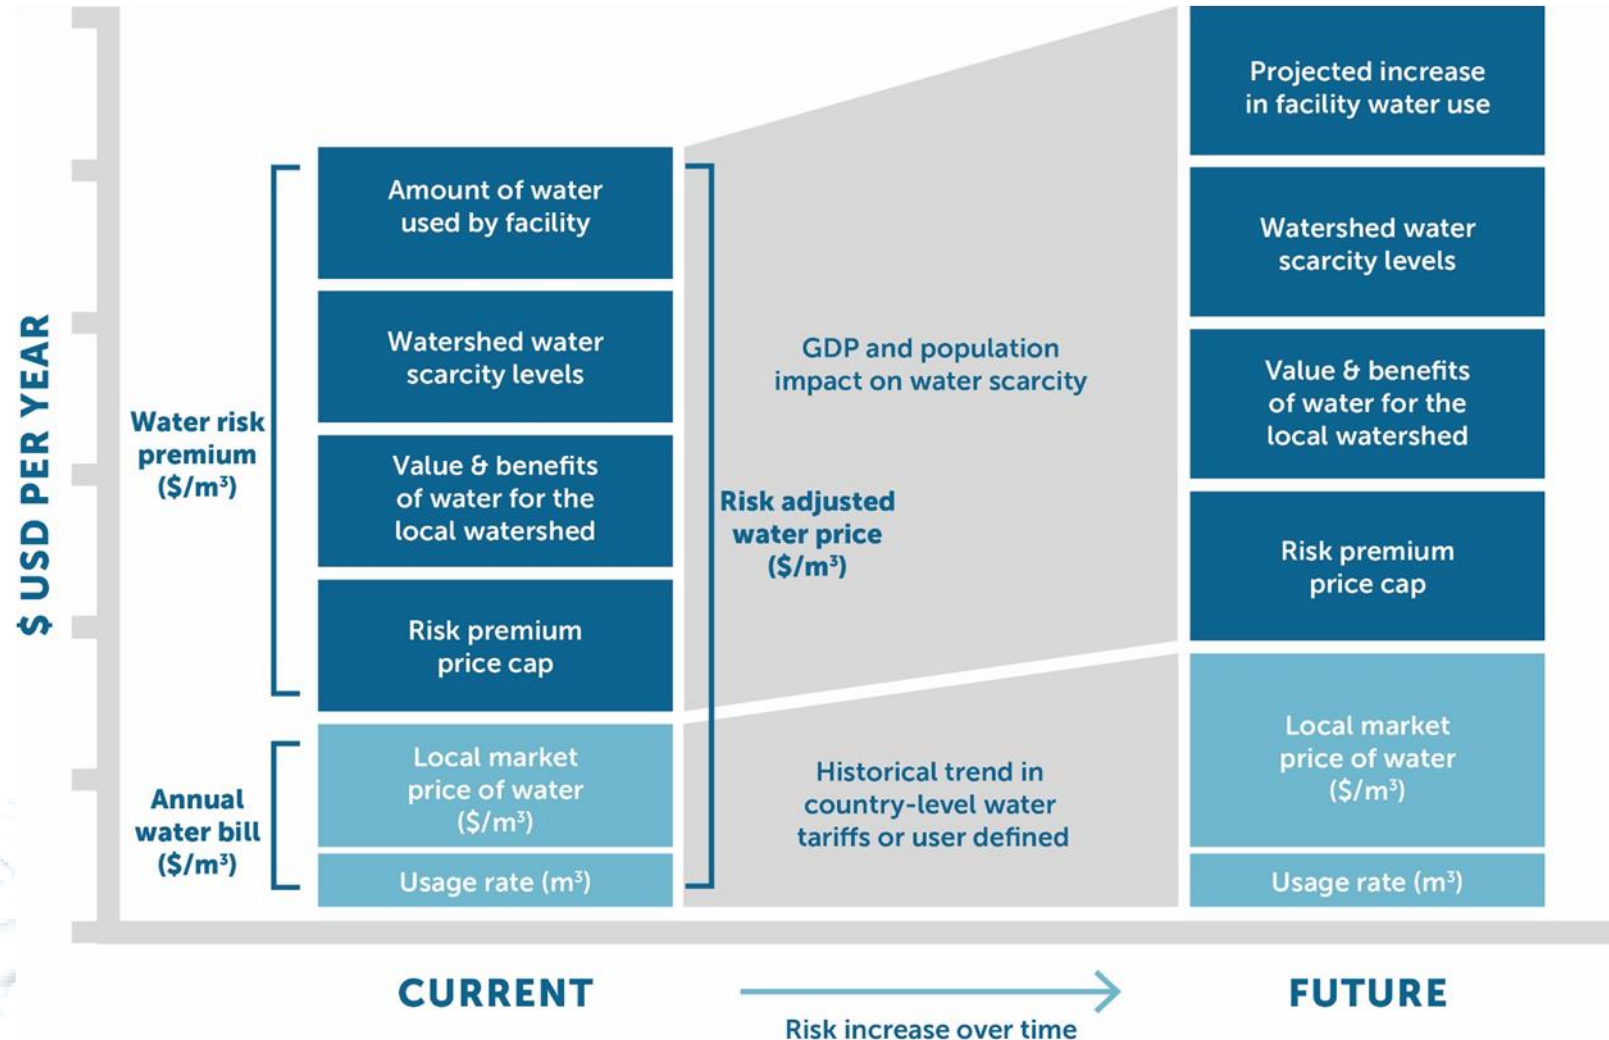 $ USD PER YEAR
Water risk
premium
($/m³)
Annual
water bill
($/m³)
Amount of water
used by facility
Watershed water
scarcity levels
Value & benefits
of water for the
local watershed
Risk premium
price cap
Local market
price of water
($/m³)
Usage rate (m³)
Risk adjusted
water price
($/m³)
GDP and population
impact on water scarcity
Historical trend in
country-level water
tariffs or user defined
Projected increase
in facility water use
Watershed water
scarcity levels
Value & benefits
of water for the
local watershed
Risk premium
price cap
Local market
price of water
($/m³)
Usage rate (m³)
CURRENT
Risk increase over time
FUTURE